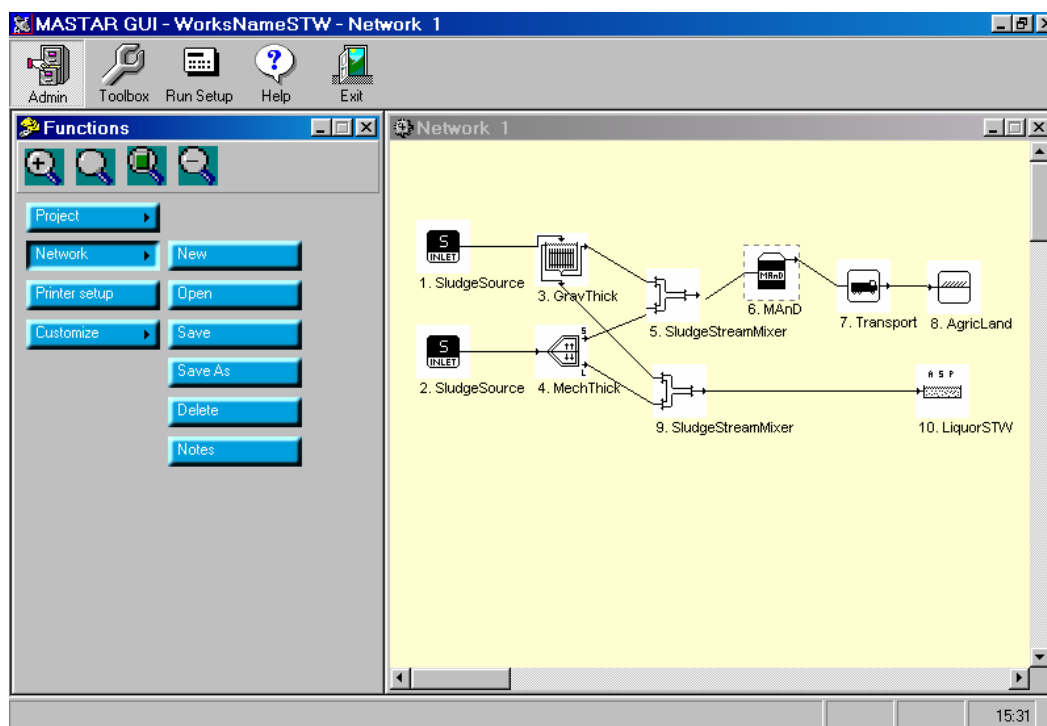 MASTAR GUI - WorksNameSTW - Network 1
Admin Toolbox Run Setup Help Exit
Functions
Project
Network
Printer setup
Customize
New
Open
Save
Save As
Delete
Notes
Network 1
S
INLET
1. SludgeSource
3. GravThick
5. SludgeStreamMixer
MAnD
6. MAnD
7. Transport
8. AgricLand
S
INLET
2. SludgeSource
S
L
4. MechThick
9. SludgeStreamMixer
A S P
10. LiquorSTW
15:31